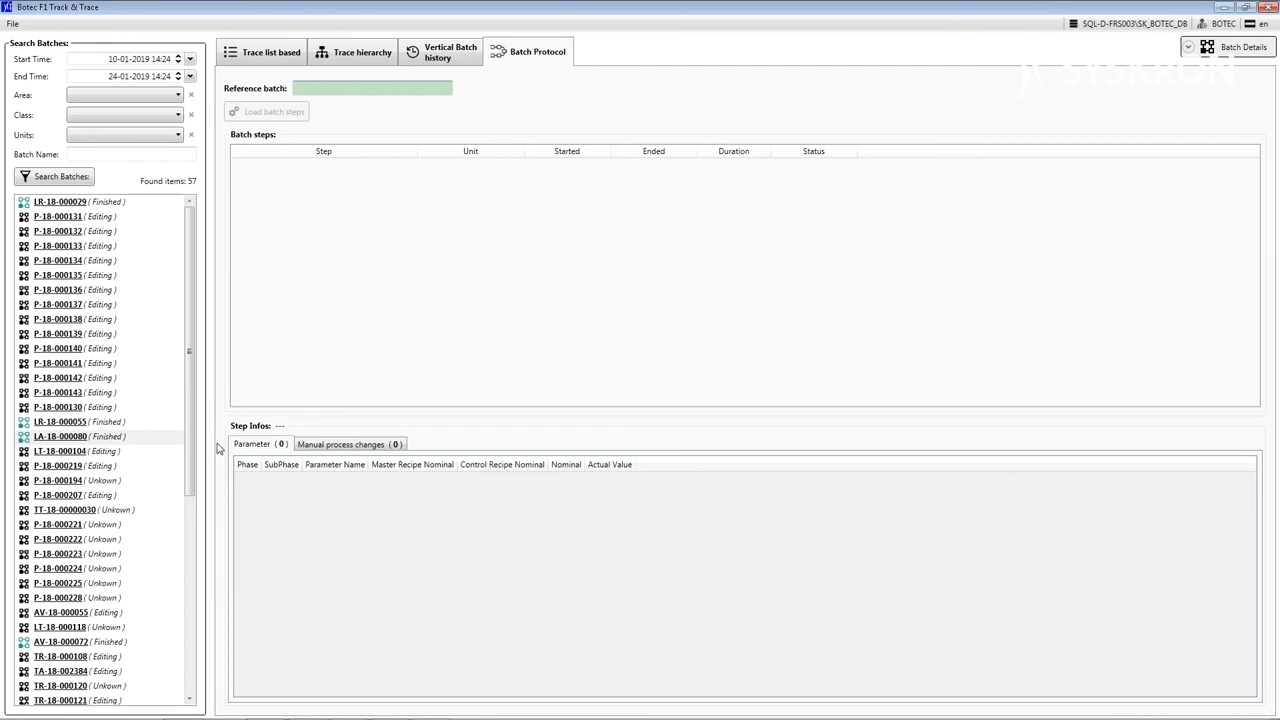 Botec F1 Track & Trace
File
SQL-D-FRS003\SK_BOTEC_DB
BOTEC
en
Search Batches:
Start Time: 10-01-2019 14:24
End Time: 24-01-2019 14:24
Area:
Class:
Units:
Batch Name:
Search Batches:
Found items: 57
LR-18-000029 ( Finished )
P-18-000131 ( Editing )
P-18-000132 ( Editing )
P-18-000133 ( Editing )
P-18-000134 ( Editing )
P-18-000135 ( Editing )
P-18-000136 ( Editing )
P-18-000137 ( Editing )
P-18-000138 ( Editing )
P-18-000139 ( Editing )
P-18-000140 ( Editing )
P-18-000141 ( Editing )
P-18-000142 ( Editing )
P-18-000143 ( Editing )
P-18-000130 ( Editing )
LR-18-000055 ( Finished )
LA-18-000080 ( Finished )
LT-18-000104 ( Editing )
P-18-000219 ( Editing )
P-18-000194 ( Unkown )
P-18-000207 ( Editing )
TT-18-00000030 ( Unkown )
P-18-000221 ( Unkown )
P-18-000222 ( Unkown )
P-18-000223 ( Unkown )
P-18-000224 ( Unkown )
P-18-000225 ( Unkown )
P-18-000228 ( Unkown )
AV-18-000055 ( Editing )
LT-18-000118 ( Unkown )
AV-18-000072 ( Finished )
TR-18-000108 ( Editing )
TA-18-002384 ( Editing )
TR-18-000120 ( Unkown )
TR-18-000121 ( Editing )
Trace list based
Trace hierarchy
Vertical Batch
history
Batch Protocol
Batch Details
SYSKRON
Reference batch:
Load batch steps
Batch steps:
Step Unit Started Ended Duration Status
Step Infos: ---
Parameter ( 0 )
Manual process changes ( 0 )
Phase SubPhase Parameter Name Master Recipe Nominal Control Recipe Nominal Nominal Actual Value